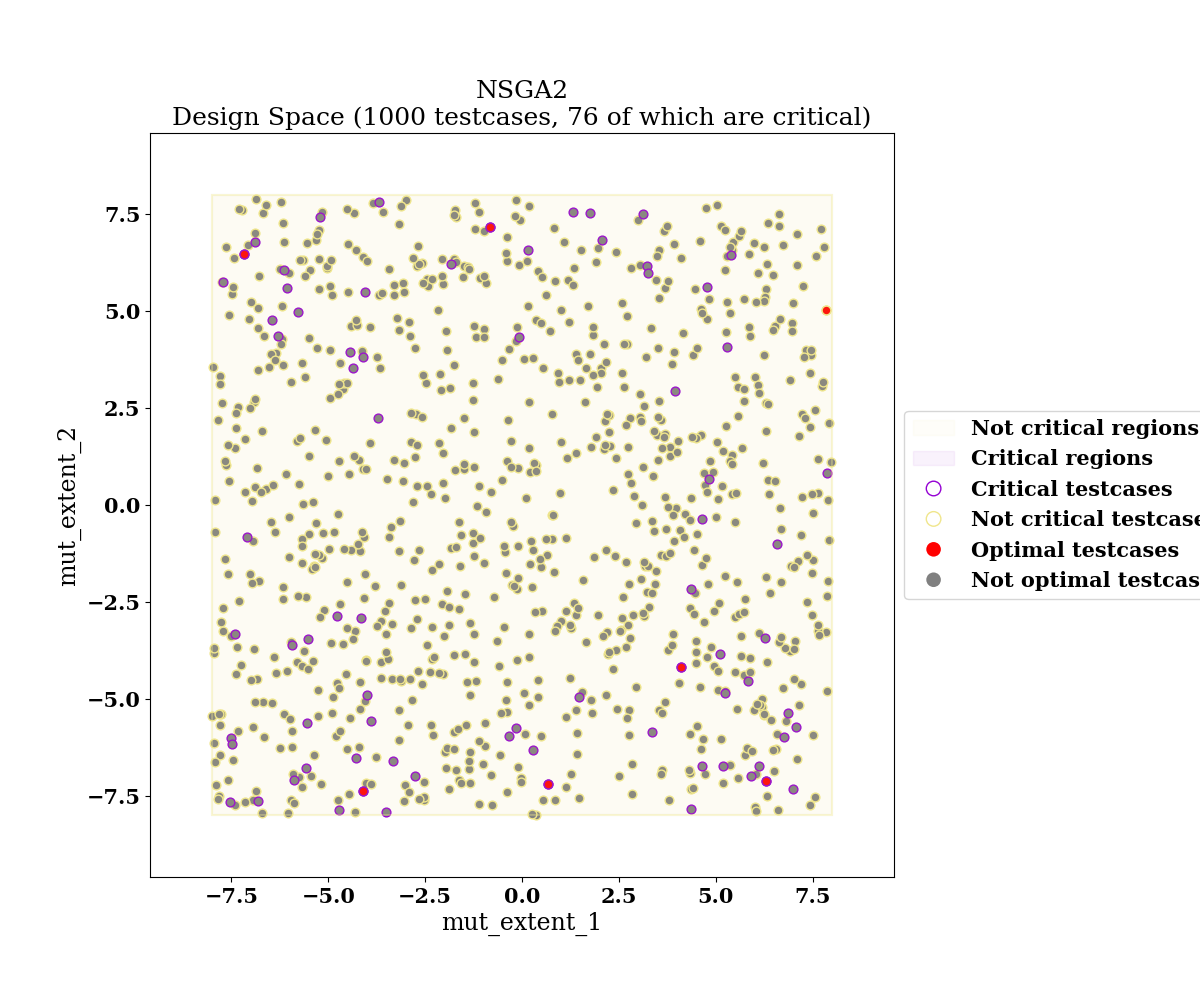 NSGA2
Design Space (1000 testcases, 76 of which are critical)
7.5
5.0
2.5
0.0
−2.5
−5.0
−7.5
mut_extent_2
−7.5 −5.0 −2.5 0.0 2.5 5.0 7.5
mut_extent_1
Not critical regions
Critical regions
Critical testcases
Not critical testcase
Optimal testcases
Not optimal testcas